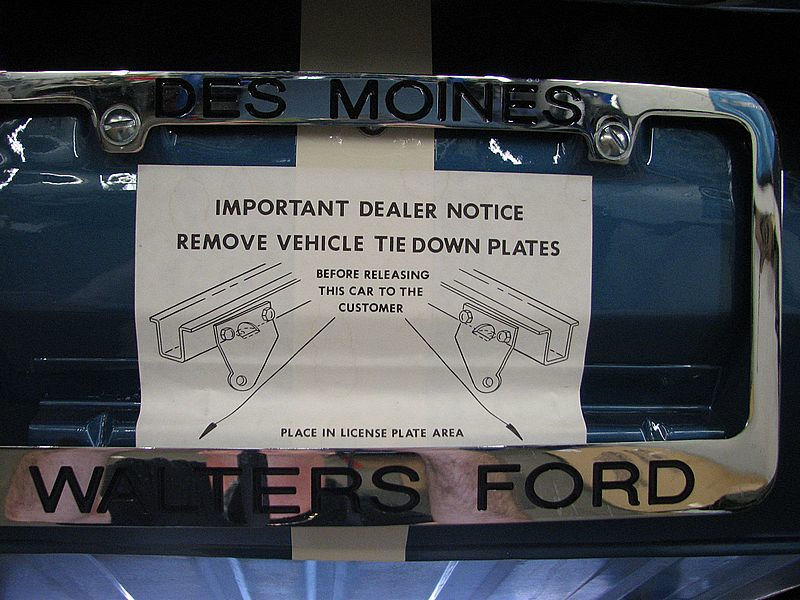 DES MOINES
IMPORTANT DEALER NOTICE
REMOVE VEHICLE TIE DOWN PLATES
BEFORE RELEASING
THIS CAR TO THE
CUSTOMER
PLACE IN LICENSE PLATE AREA
WALTERS FORD